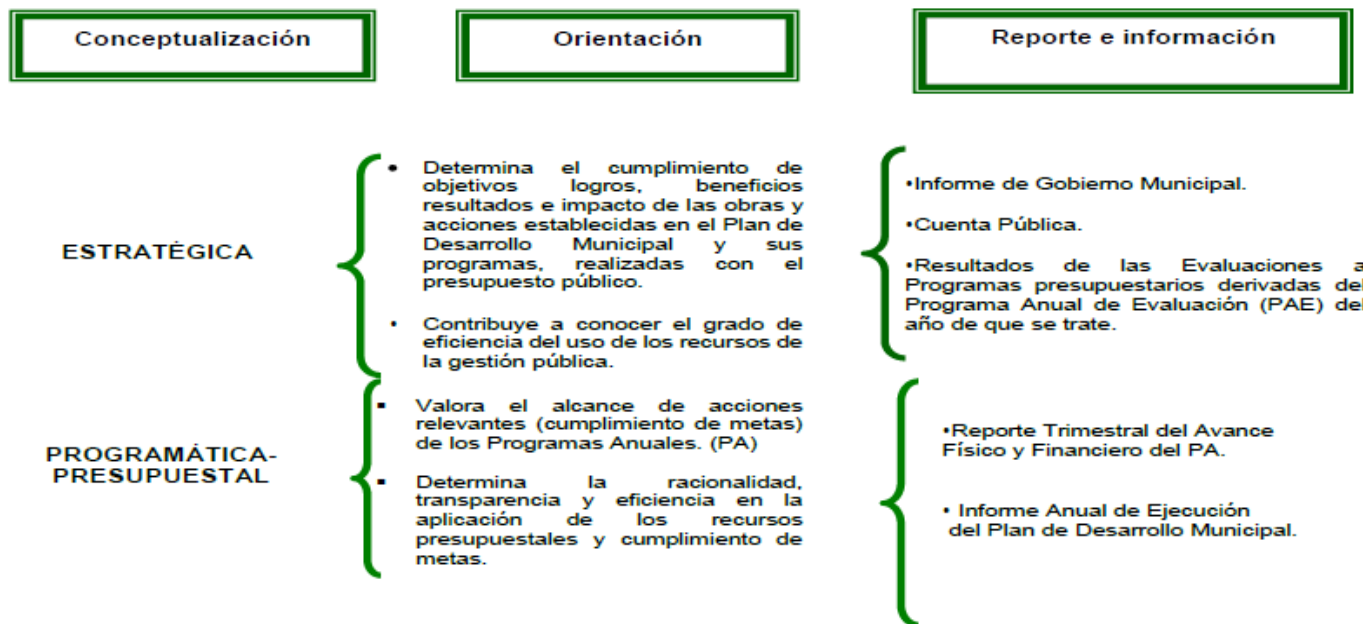 Conceptualización
Orientación
Reporte e información
ESTRATÉGICA
• Determina el cumplimiento de
objetivos logros, beneficios
resultados e impacto de las obras y
acciones establecidas en el Plan de
Desarrollo Municipal y sus
programas, realizadas con el
presupuesto público.
• Contribuye a conocer el grado de
eficiencia del uso de los recursos de
la gestión pública.
•Informe de Gobierno Municipal.
•Cuenta Pública.
•Resultados de las Evaluaciones a
Programas presupuestarios derivadas del
Programa Anual de Evaluación (PAE) del
año de que se trate.
PROGRAMÁTICA-
PRESUPUESTAL
▪ Valora el alcance de acciones
relevantes (cumplimiento de metas)
de los Programas Anuales. (PA)
▪ Determina la racionalidad,
transparencia y eficiencia en la
aplicación de los recursos
presupuestales y cumplimiento de
metas.
•Reporte Trimestral del Avance
Físico y Financiero del PA.
• Informe Anual de Ejecución
del Plan de Desarrollo Municipal.